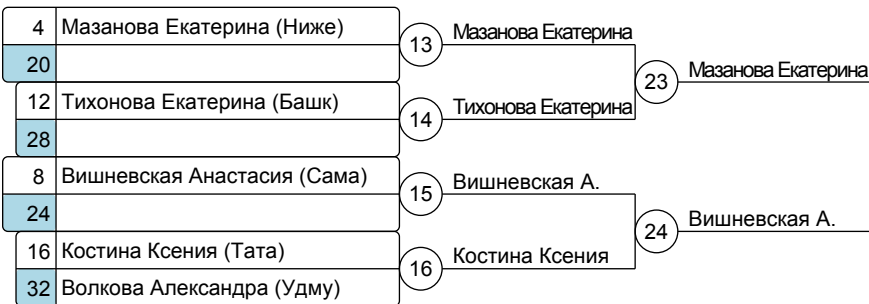 4 Мазанова Екатерина (Ниже)
20
12 Тихонова Екатерина (Башк)
28
8 Вишневская Анастасия (Сама)
24
16 Костина Ксения (Тата)
32 Волкова Александра (Удму)
13 Мазанова Екатерина
14 Тихонова Екатерина
15 Вишневская А.
16 Костина Ксения
23 Мазанова Екатерина
24 Вишневская А.